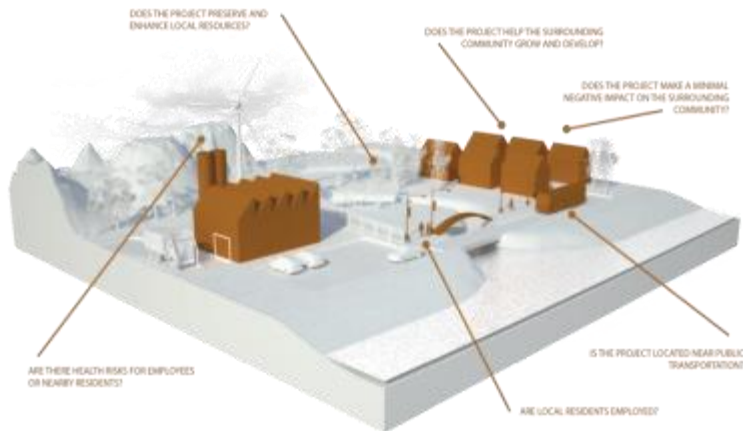 DOES THE PROJECT PRESERVE AND
ENHANCE LOCAL RESOURCES?
DOES THE PROJECT HELP THE SURROUNDING
COMMUNITY GROW AND DEVELOP?
DOES THE PROJECT MAKE A MINIMAL
NEGATIVE IMPACT ON THE SURROUNDING
COMMUNITY?
IS THE PROJECT LOCATED NEAR PUBLIC
TRANSPORTATION?
ARE THERE HEALTH RISKS FOR EMPLOYEES
OR NEARBY RESIDENTS?
ARE LOCAL RESIDENTS EMPLOYED?